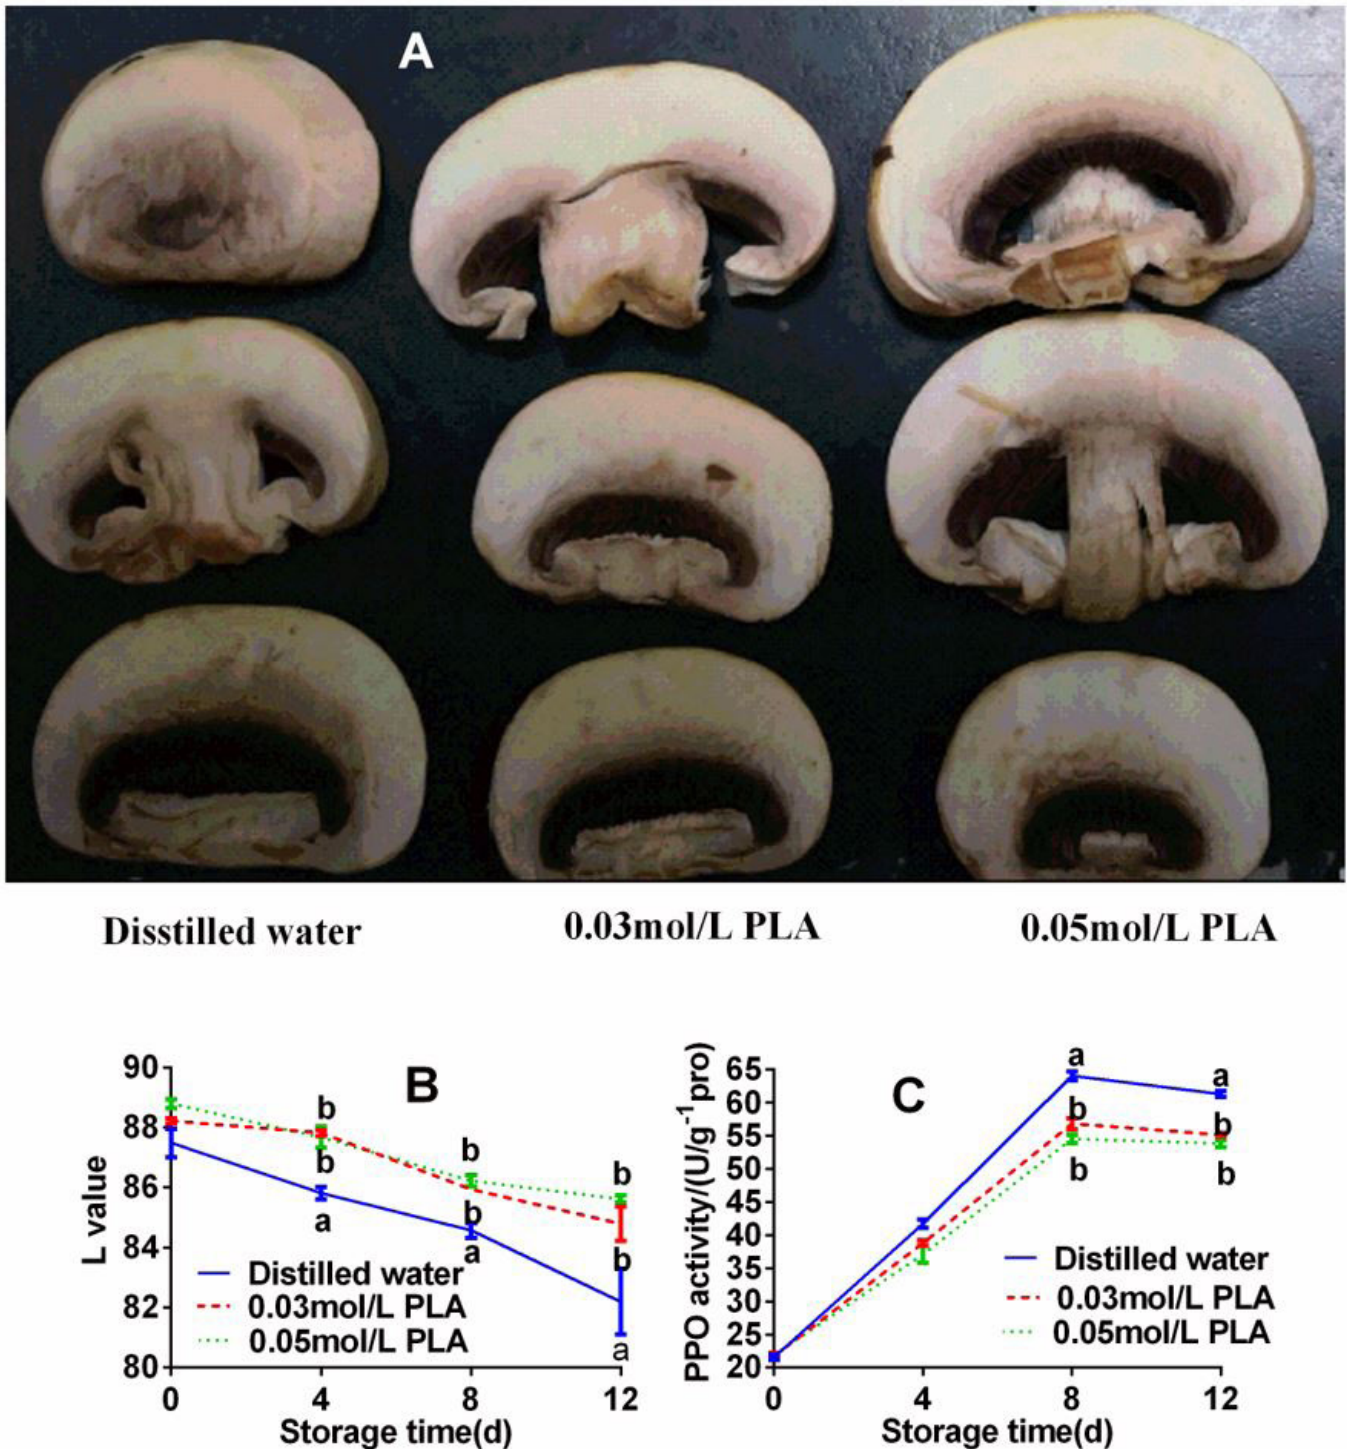 A
Disstilled water
0.03mol/L PLA
0.05mol/L PLA
B
L value
90
88
86
84
82
80
b
b
a
b
b
a
b
b
a
Distilled water
0.03mol/L PLA
0.05mol/L PLA
0 4 8 12
Storage time(d)
C
PPO activity/(U/g⁻¹pro)
65
60
55
50
45
40
35
30
25
20
a
b
b
a
b
b
Distilled water
0.03mol/L PLA
0.05mol/L PLA
0 4 8 12
Storage time(d)